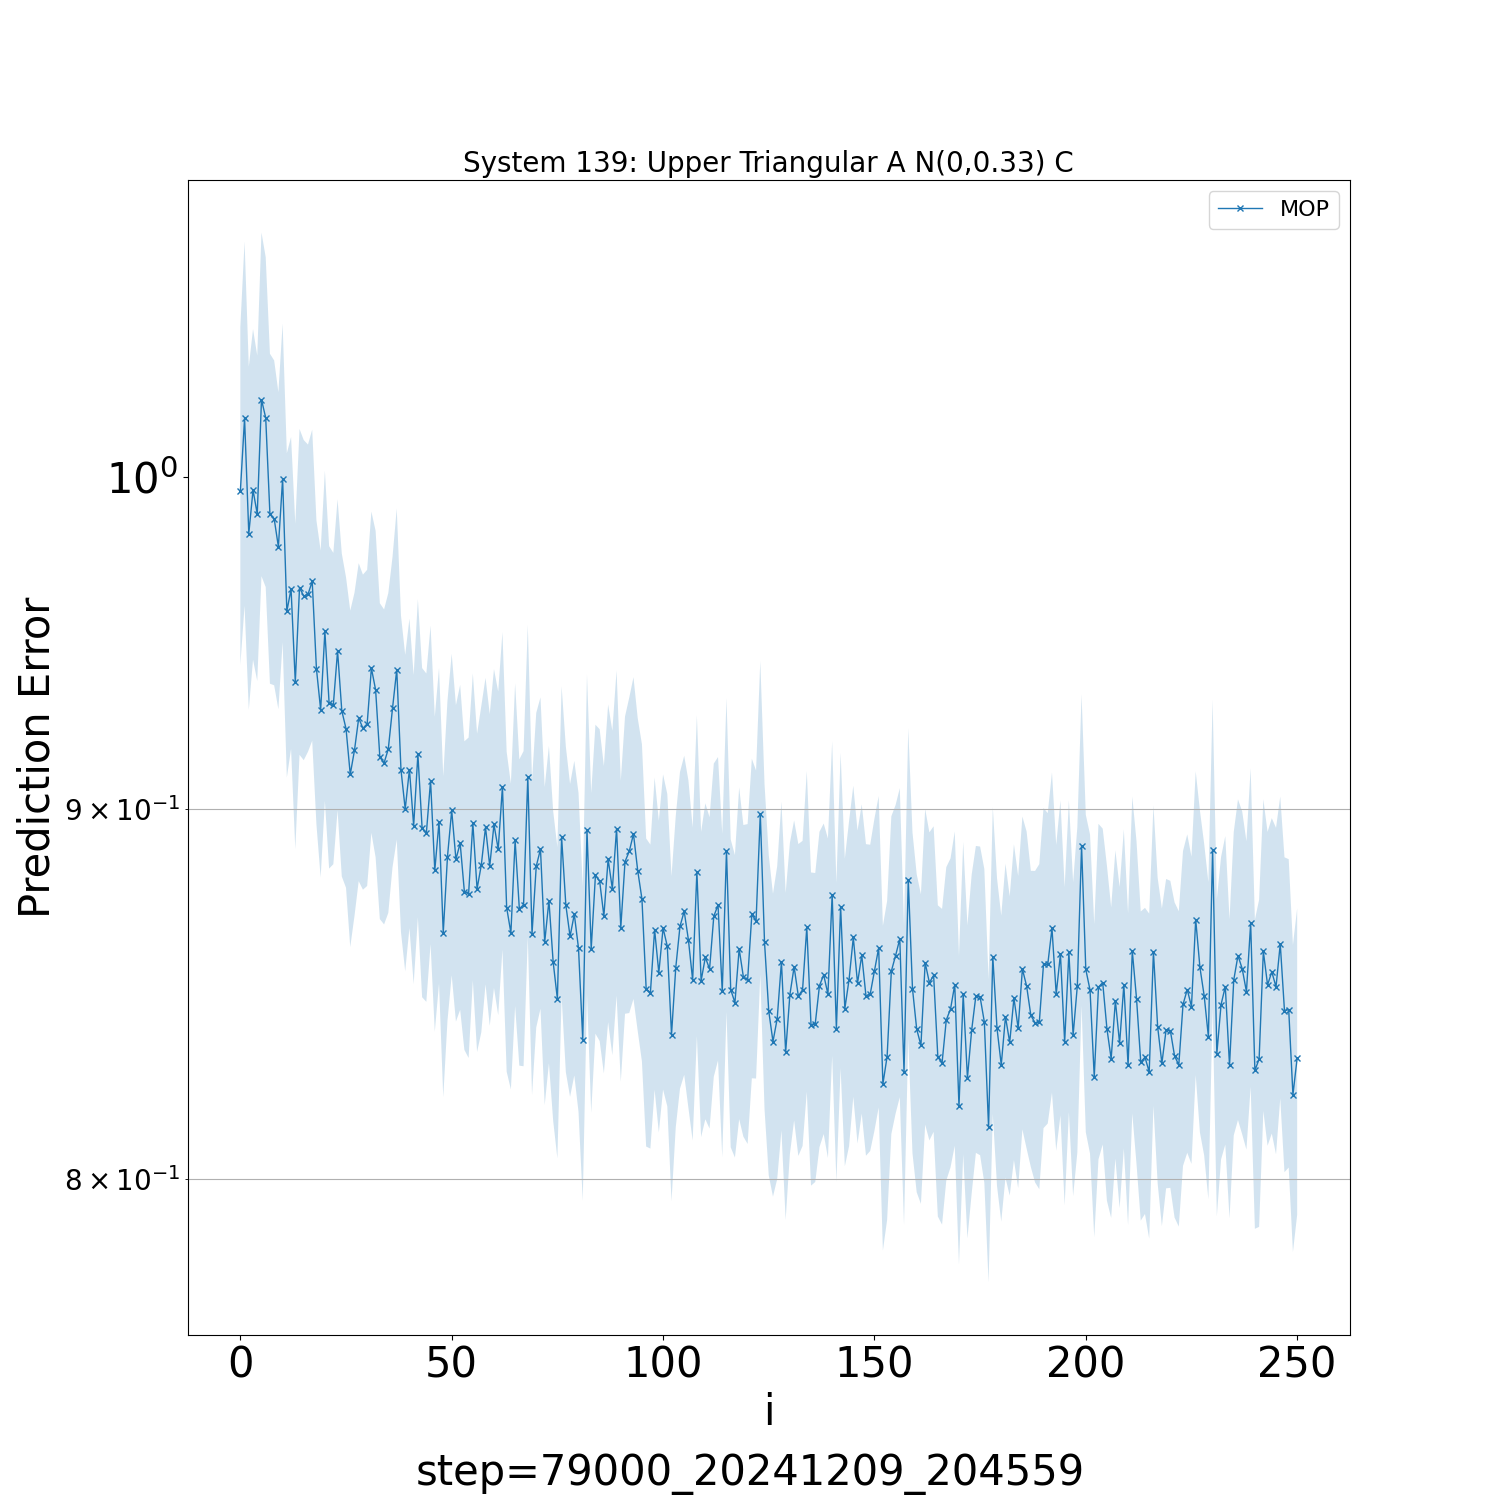 System 139: Upper Triangular A N(0,0.33) C
MOP
Prediction Error
10⁰
9 × 10⁻¹
8 × 10⁻¹
0 50 100 150 200 250
i
step=79000_20241209_204559